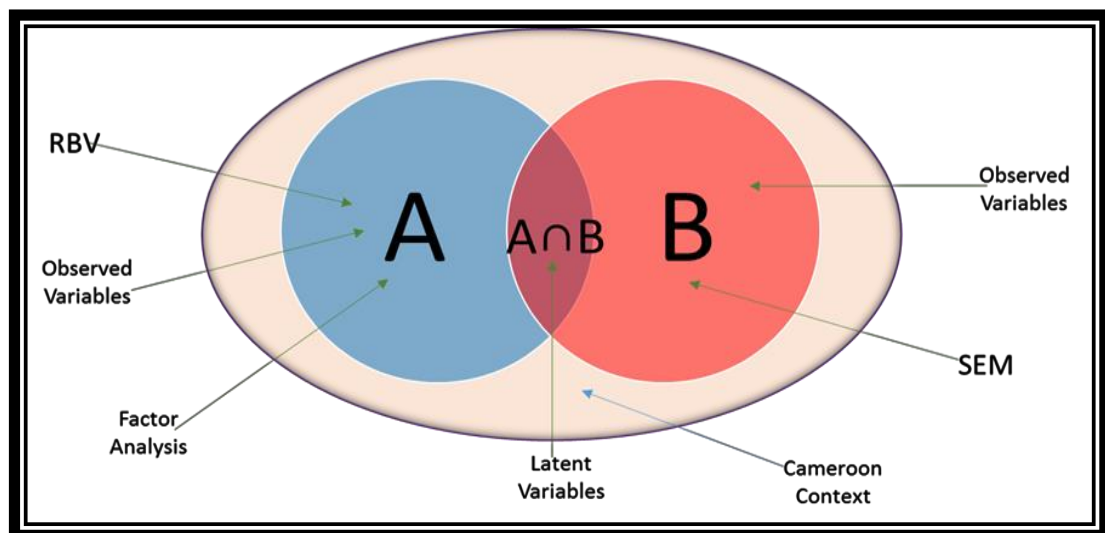 RBV
A
A∩B
B
Observed
Variables
Observed
Variables
SEM
Factor
Analysis
Latent
Variables
Cameroon
Context